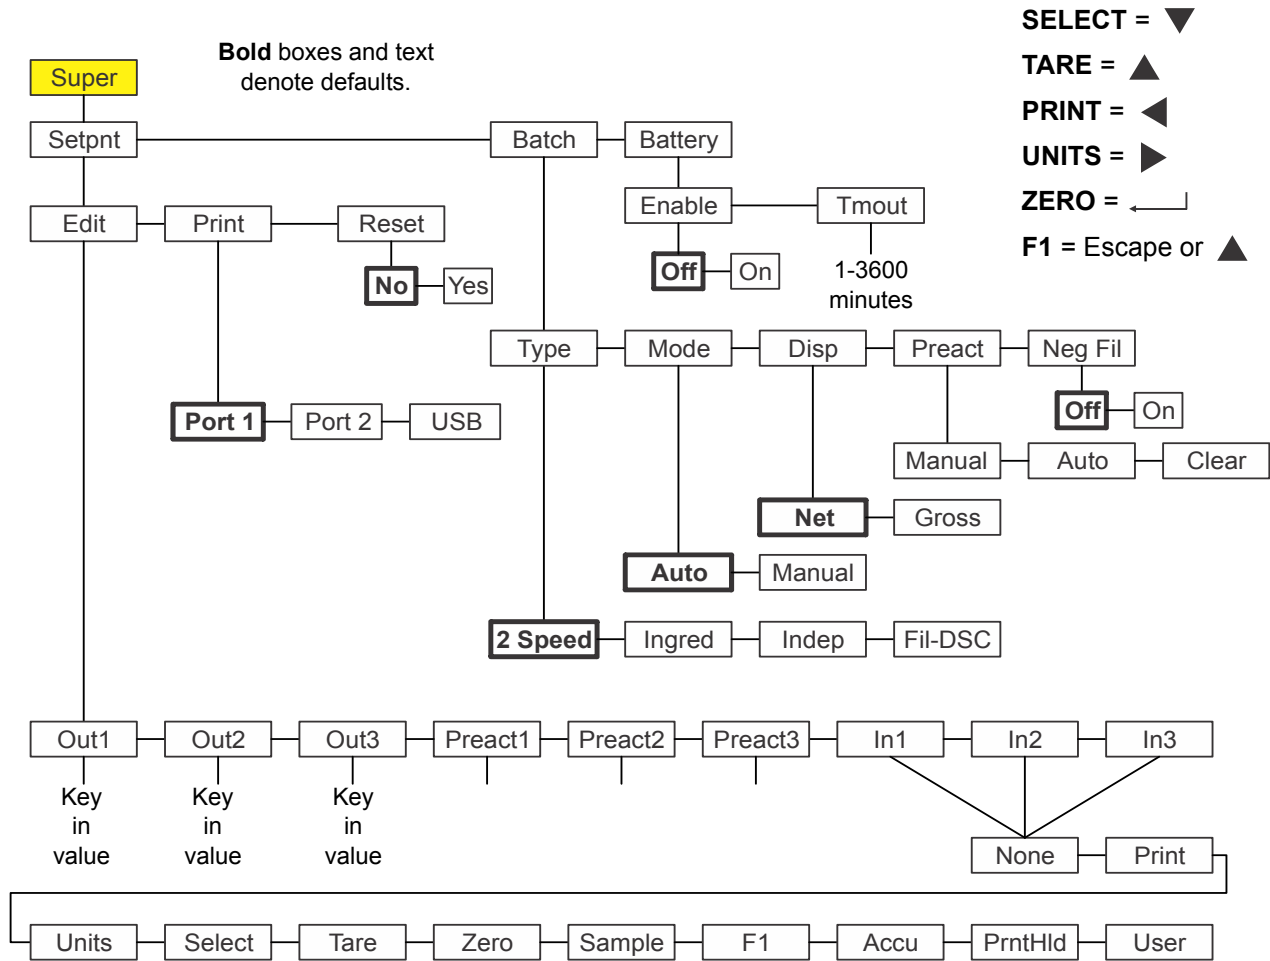 SELECT =
Bold boxes and text
denote defaults.
TARE =
Super
PRINT =
Setpnt Batch Battery
UNITS =
Edit Print Reset Enable Tmout
ZERO =
F1 = Escape or
No Yes Off On 1-3600
minutes
Type Mode Disp Preact Neg Fil
Port 1 Port 2 USB Off On
Manual Auto Clear
Net Gross
Auto Manual
2 Speed Ingred Indep Fil-DSC
Out1 Out2 Out3 Preact1 Preact2 Preact3 In1 In2 In3
Key Key Key
in in in
value value value
None Print
Units Select Tare Zero Sample F1 Accu PrntHld User